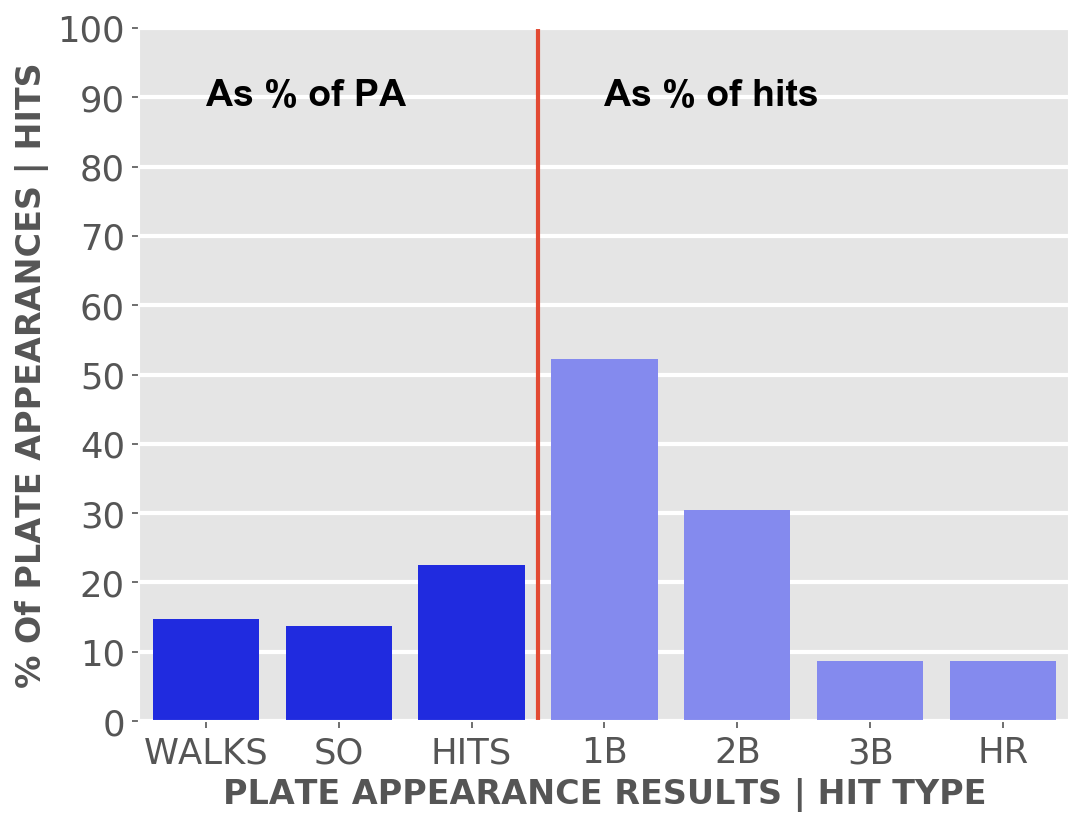 % Of PLATE APPEARANCES | HITS
100
90
80
70
60
50
40
30
20
10
0
As % of PA
As % of hits
WALKS
SO
HITS
1B
2B
3B
HR
PLATE APPEARANCE RESULTS | HIT TYPE